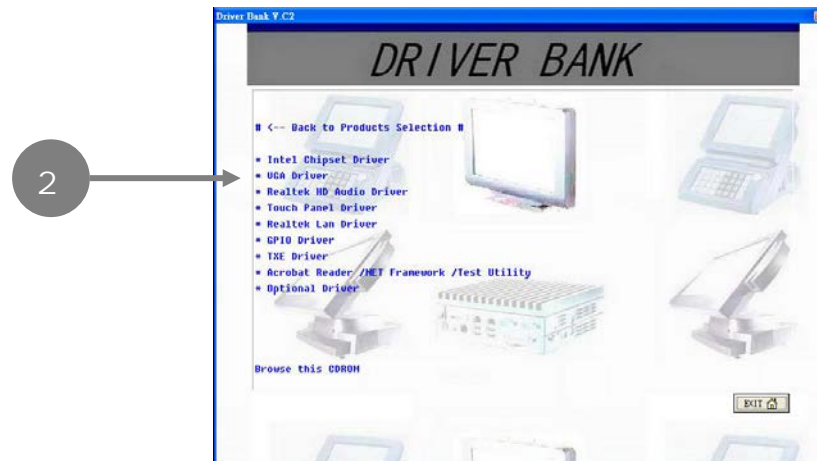 Driver Bank V.C2
DRIVER BANK
# <-- Back to Products Selection #
* Intel Chipset Driver
* VGA Driver
* Realtek HD Audio Driver
* Touch Panel Driver
* Realtek Lan Driver
* GPIO Driver
* TXE Driver
* Acrobat Reader /NET Framework /Test Utility
* Optional Driver
Browse this CDROM
EXIT
2